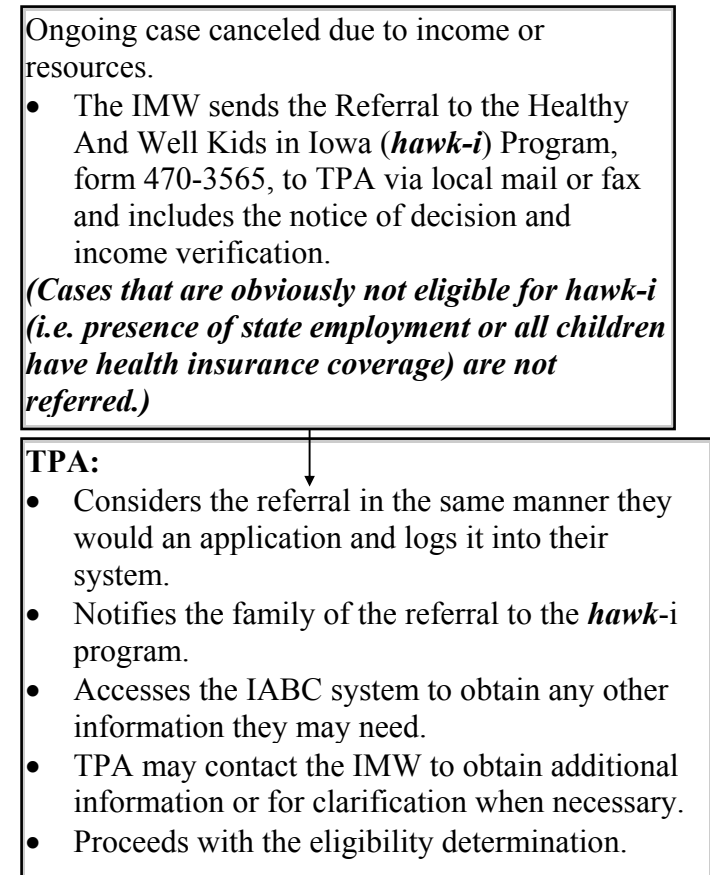 Ongoing case canceled due to income or
resources.
• The IMW sends the Referral to the Healthy
And Well Kids in Iowa (hawk-i) Program,
form 470-3565, to TPA via local mail or fax
and includes the notice of decision and
income verification.
(Cases that are obviously not eligible for hawk-i
(i.e. presence of state employment or all children
have health insurance coverage) are not
referred.)
TPA:
• Considers the referral in the same manner they
would an application and logs it into their
system.
• Notifies the family of the referral to the hawk-i
program.
• Accesses the IABC system to obtain any other
information they may need.
• TPA may contact the IMW to obtain additional
information or for clarification when necessary.
• Proceeds with the eligibility determination.